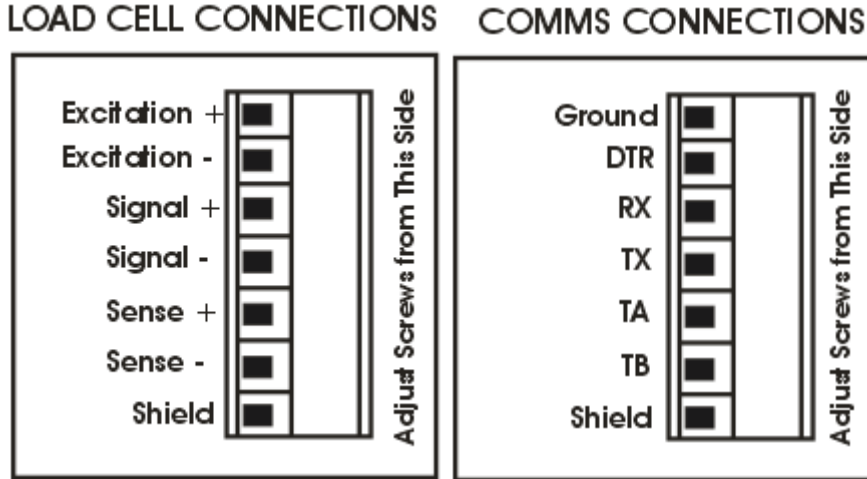 LOAD CELL CONNECTIONS
Excitation +
Excitation -
Signal +
Signal -
Sense +
Sense -
Shield
Adjust Screws from This Side
COMMS CONNECTIONS
Ground
DTR
RX
TX
TA
TB
Shield
Adjust Screws from This Side